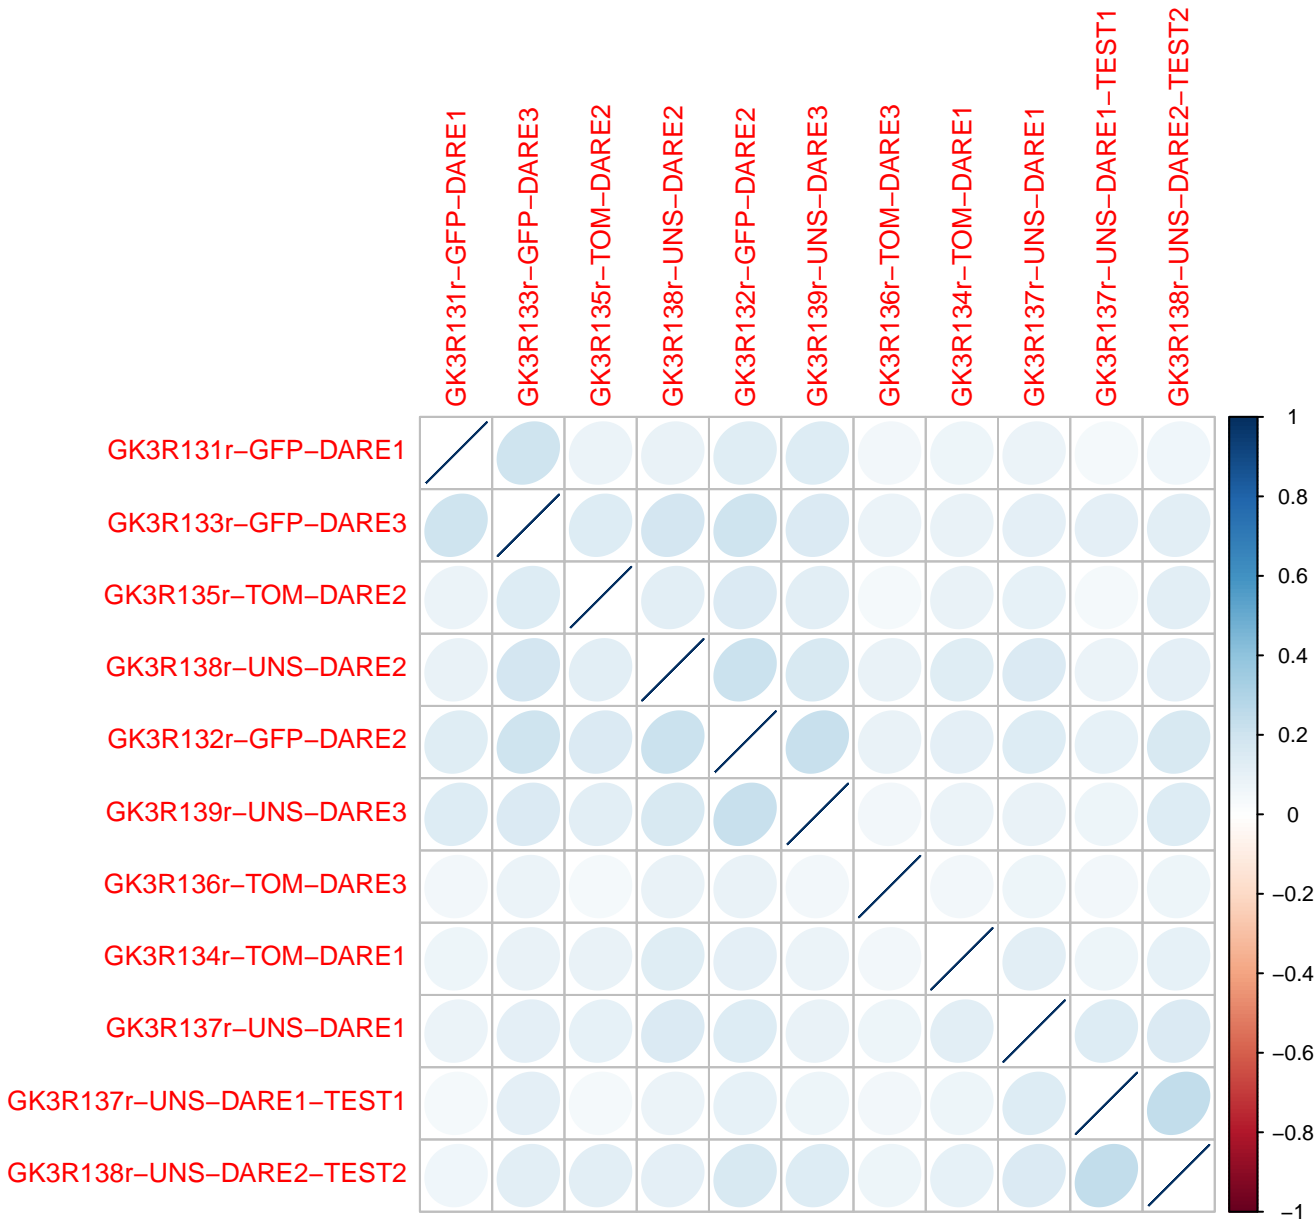 GK3R131r−GFP−DARE1
GK3R133r−GFP−DARE3
GK3R135r−TOM−DARE2
GK3R138r−UNS−DARE2
GK3R132r−GFP−DARE2
GK3R139r−UNS−DARE3
GK3R136r−TOM−DARE3
GK3R134r−TOM−DARE1
GK3R137r−UNS−DARE1
GK3R137r−UNS−DARE1−TEST1
GK3R138r−UNS−DARE2−TEST2
GK3R131r−GFP−DARE1
GK3R133r−GFP−DARE3
GK3R135r−TOM−DARE2
GK3R138r−UNS−DARE2
GK3R132r−GFP−DARE2
GK3R139r−UNS−DARE3
GK3R136r−TOM−DARE3
GK3R134r−TOM−DARE1
GK3R137r−UNS−DARE1
GK3R137r−UNS−DARE1−TEST1
GK3R138r−UNS−DARE2−TEST2
1
0.8
0.6
0.4
0.2
0
−0.2
−0.4
−0.6
−0.8
−1